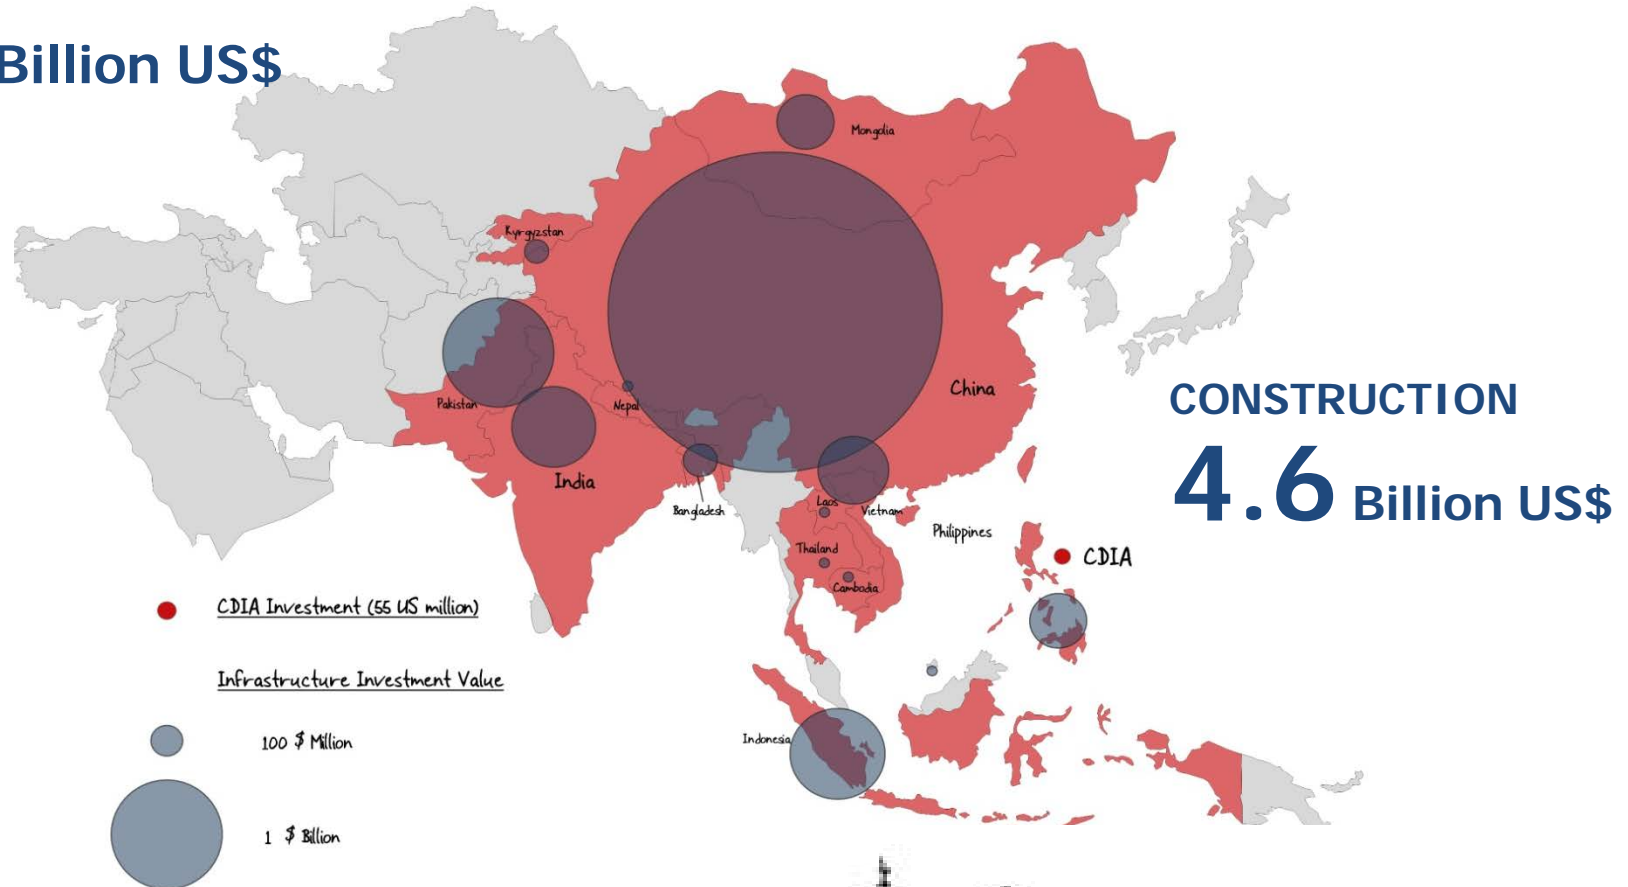 Billion US$
Mongolia
Kyrgyzstan
China
Pakistan
Nepal
India
Bangladesh
Laos
Vietnam
Philippines
Thailand
Cambodia
CDIA
Indonesia
CONSTRUCTION
4.6 Billion US$
CDIA Investment (55 US million)
Infrastructure Investment Value
100 $ Million
1 $ Billion